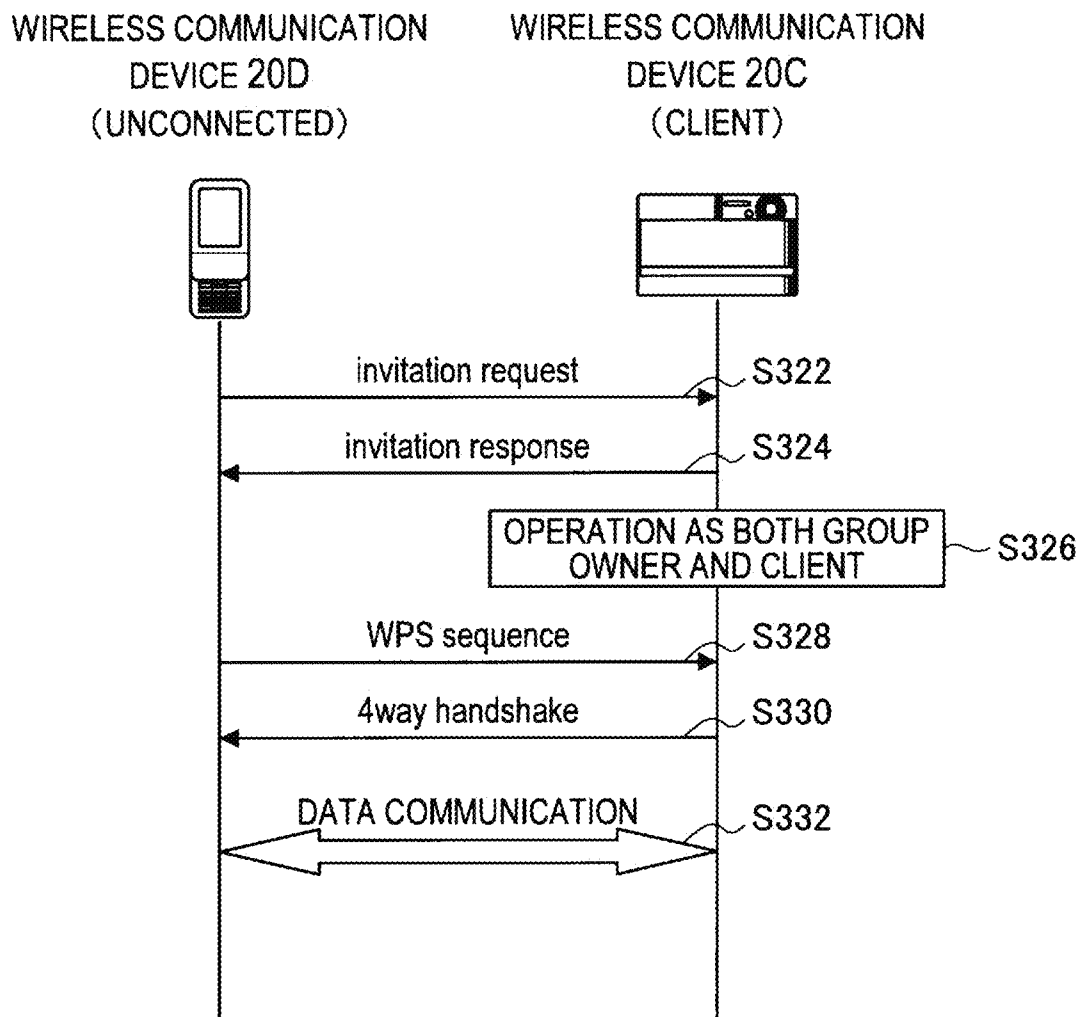 WIRELESS COMMUNICATION
DEVICE 20D
(UNCONNECTED)
WIRELESS COMMUNICATION
DEVICE 20C
(CLIENT)
invitation request
S322
invitation response
S324
OPERATION AS BOTH GROUP
OWNER AND CLIENT
S326
WPS sequence
S328
4way handshake
S330
DATA COMMUNICATION
S332